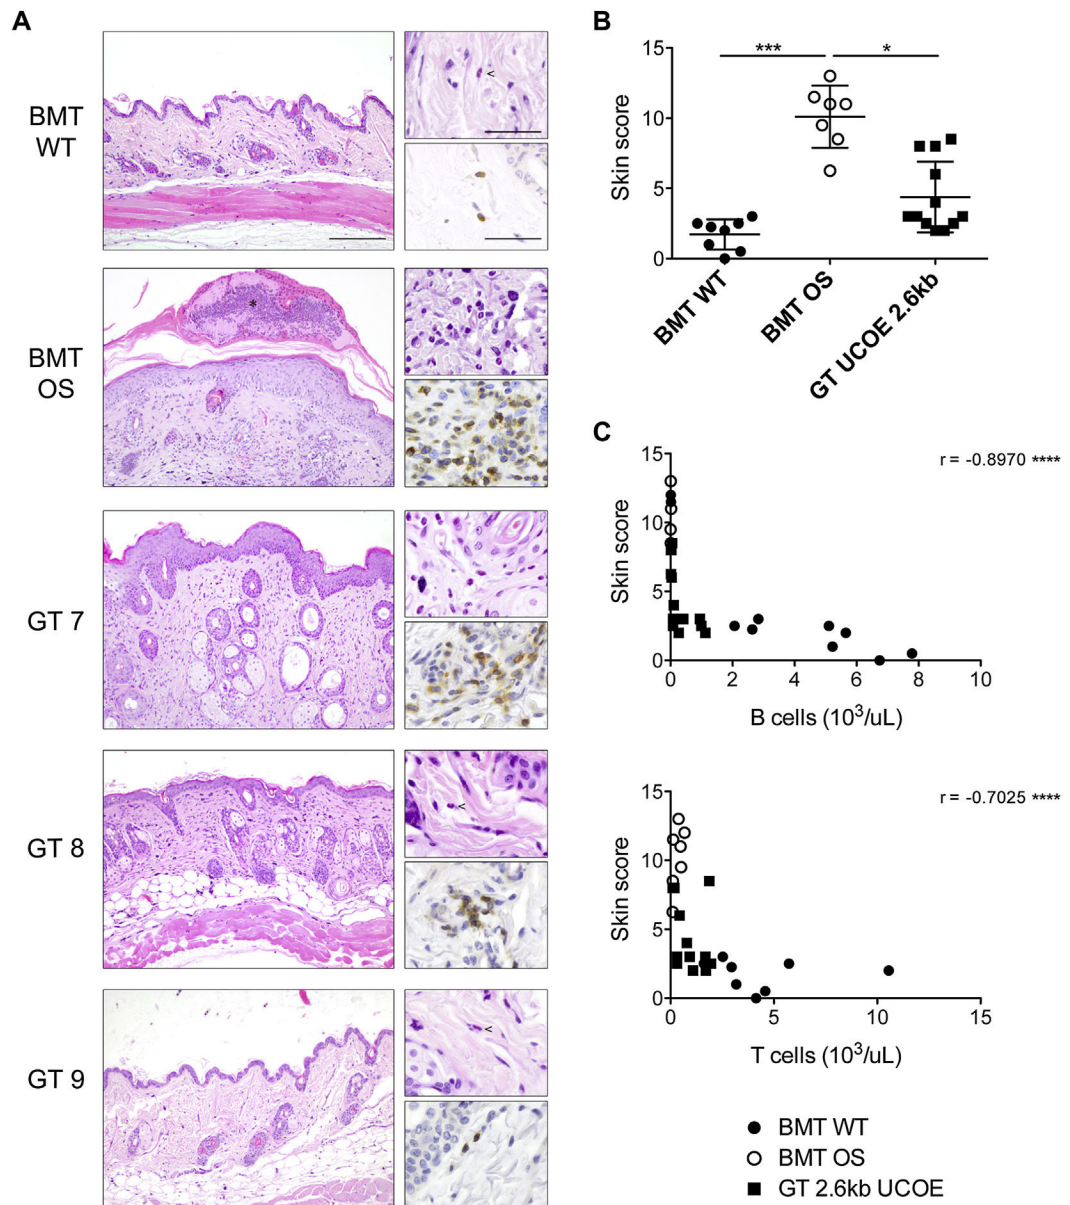 A
BMT
WT
<
*
BMT
OS
GT 7
GT 8
<
GT 9
<
B
Skin score
15
10
5
0
***
*
BMT WT
BMT OS
GT UCOE 2.6kb
C
r = -0.8970 ****
Skin score
15
10
5
0
0 2 4 6 8 10
B cells (10³/uL)
r = -0.7025 ****
Skin score
15
10
5
0
0 5 10 15
T cells (10³/uL)
BMT WT
BMT OS
GT 2.6kb UCOE